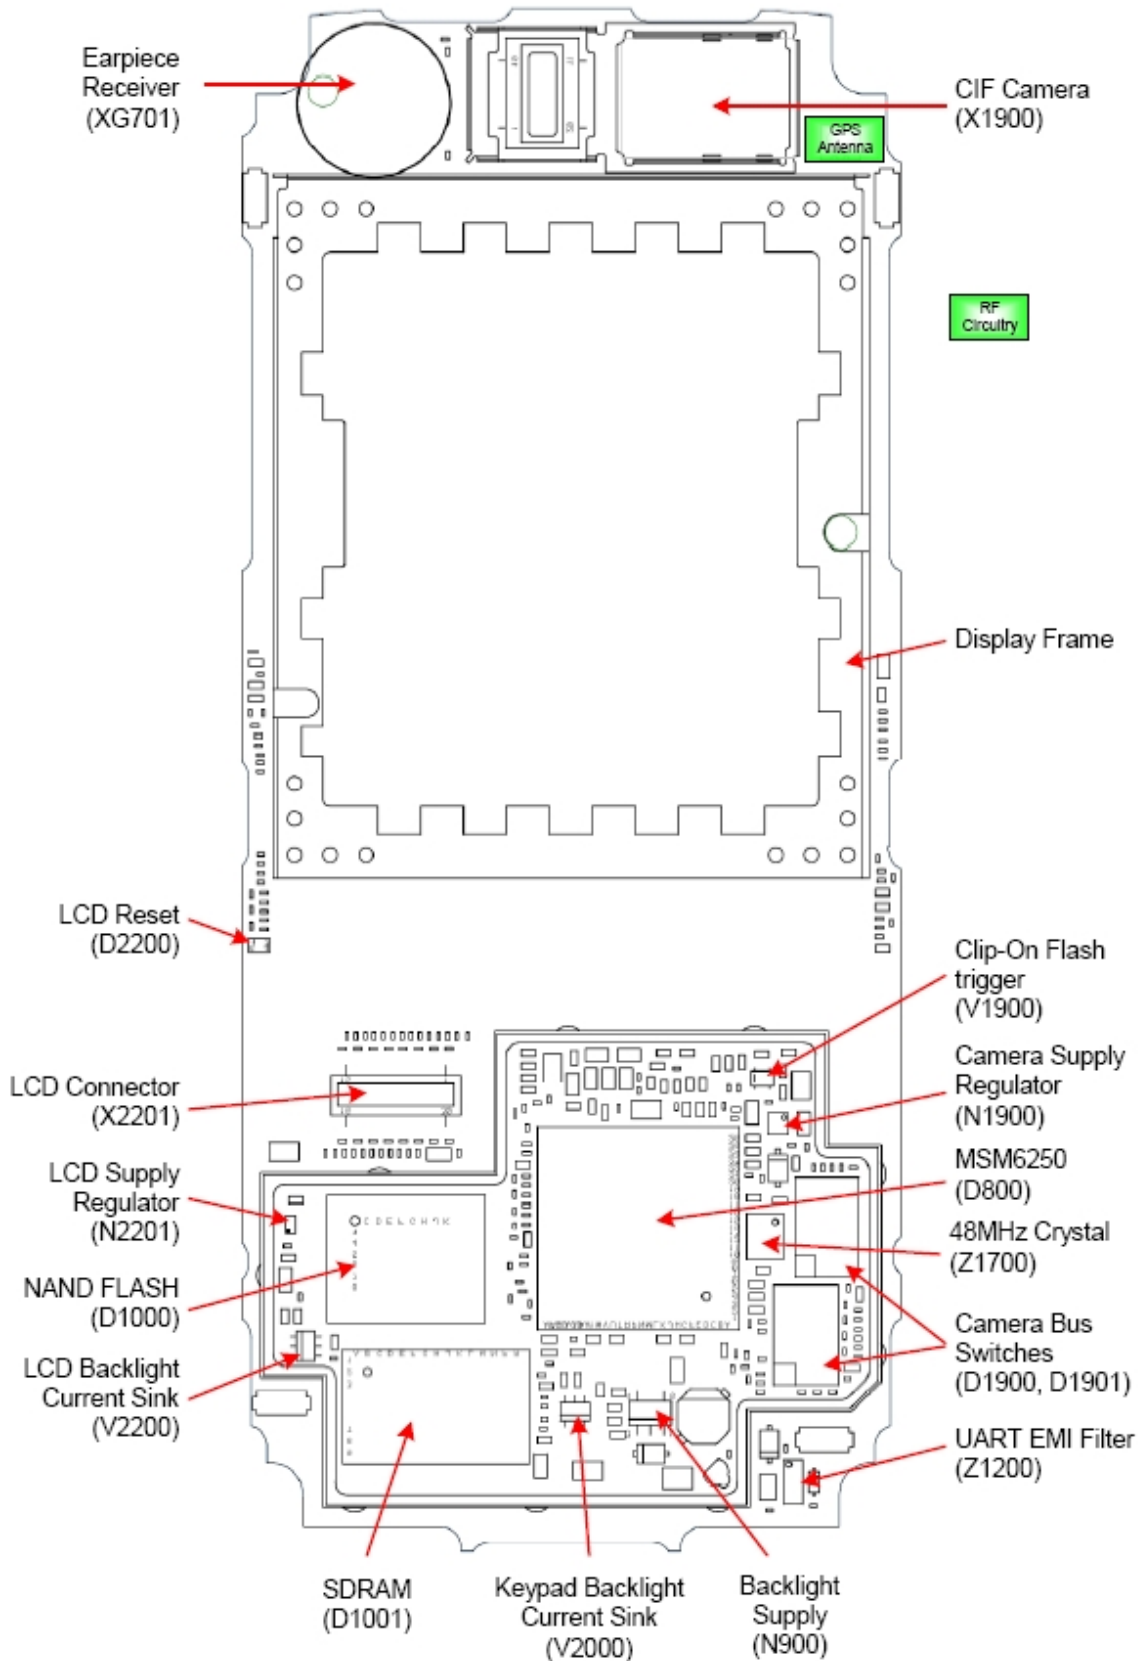 Earpiece
Receiver
(XG701)
CIF Camera
(X1900)
GPS
Antenna
RF
Circuitry
Display Frame
LCD Reset
(D2200)
Clip-On Flash
trigger
(V1900)
LCD Connector
(X2201)
Camera Supply
Regulator
(N1900)
LCD Supply
Regulator
(N2201)
MSM6250
(D800)
48MHz Crystal
(Z1700)
NAND FLASH
(D1000)
Camera Bus
Switches
(D1900, D1901)
LCD Backlight
Current Sink
(V2200)
UART EMI Filter
(Z1200)
SDRAM
(D1001)
Keypad Backlight
Current Sink
(V2000)
Backlight
Supply
(N900)